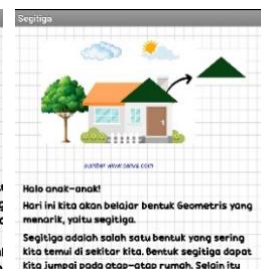 Segitiga
sumber www.canva.com
Halo anak-anak!
Hari ini kita akan belajar bentuk Geometris yang
menarik, yaitu segitiga.
Segitiga adalah salah satu bentuk yang sering
kita temui di sekitar kita. Bentuk segitiga dapat
kita jumpai pada atap-atap rumah. Selain itu